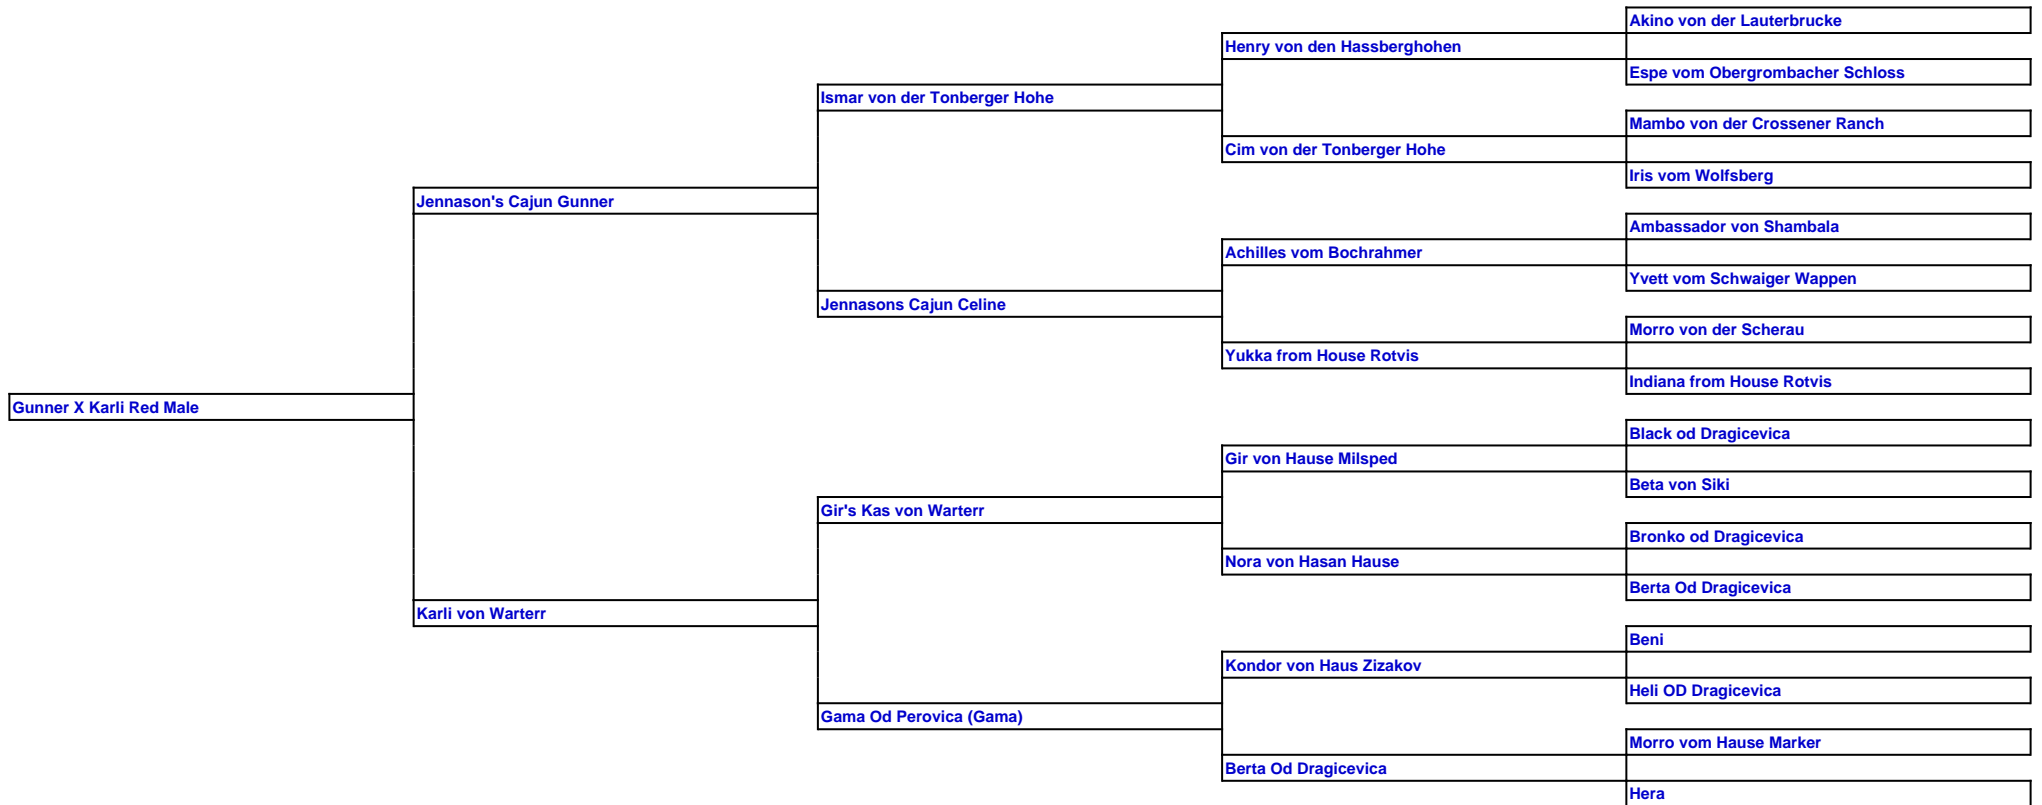 Akino von der Lauterbrucke
Henry von den Hassberghohen
Espe vom Obergrombacher Schloss
Ismar von der Tonberger Hohe
Mambo von der Crossener Ranch
Cim von der Tonberger Hohe
Iris vom Wolfsberg
Jennason's Cajun Gunner
Ambassador von Shambala
Achilles vom Bochrahmer
Yvett vom Schwaiger Wappen
Jennasons Cajun Celine
Morro von der Scherau
Yukka from House Rotvis
Indiana from House Rotvis
Gunner X Karli Red Male
Black od Dragicevica
Gir von Hause Milsped
Beta von Siki
Gir's Kas von Warterr
Bronko od Dragicevica
Nora von Hasan Hause
Berta Od Dragicevica
Karli von Warterr
Beni
Kondor von Haus Zizakov
Heli OD Dragicevica
Gama Od Perovica (Gama)
Morro vom Hause Marker
Berta Od Dragicevica
Hera